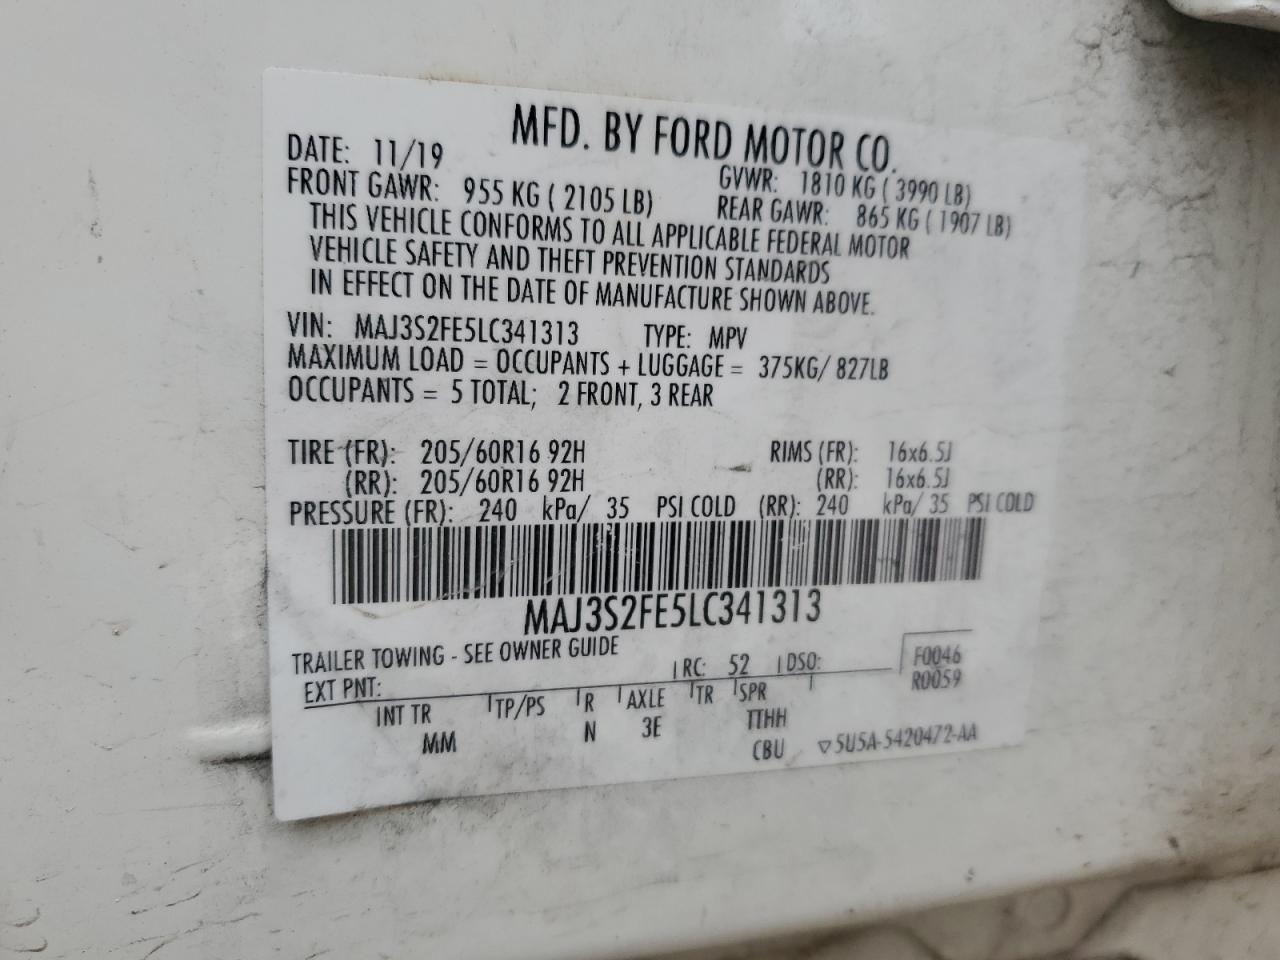 MFD. BY FORD MOTOR CO.
DATE: 11/19 GVWR: 1810 KG ( 3990 LB)
FRONT GAWR: 955 KG ( 2105 LB) REAR GAWR: 865 KG ( 1907 LB)
THIS VEHICLE CONFORMS TO ALL APPLICABLE FEDERAL MOTOR
VEHICLE SAFETY AND THEFT PREVENTION STANDARDS
IN EFFECT ON THE DATE OF MANUFACTURE SHOWN ABOVE.
VIN: MAJ3S2FE5LC341313 TYPE: MPV
MAXIMUM LOAD = OCCUPANTS + LUGGAGE = 375KG/ 827LB
OCCUPANTS = 5 TOTAL; 2 FRONT, 3 REAR
TIRE (FR): 205/60R16 92H RIMS (FR): 16x6.5J
(RR): 205/60R16 92H (RR): 16x6.5J
PRESSURE (FR): 240 kPa/ 35 PSI COLD (RR): 240 kPa/ 35 PSI COLD
MAJ3S2FE5LC341313
TRAILER TOWING - SEE OWNER GUIDE
EXT PNT: RC: 52 DSO: F0046
R0059
INT TR TP/PS R AXLE TR SPR
MM N 3E TTHH
CBU ▽5U5A-5420472-AA